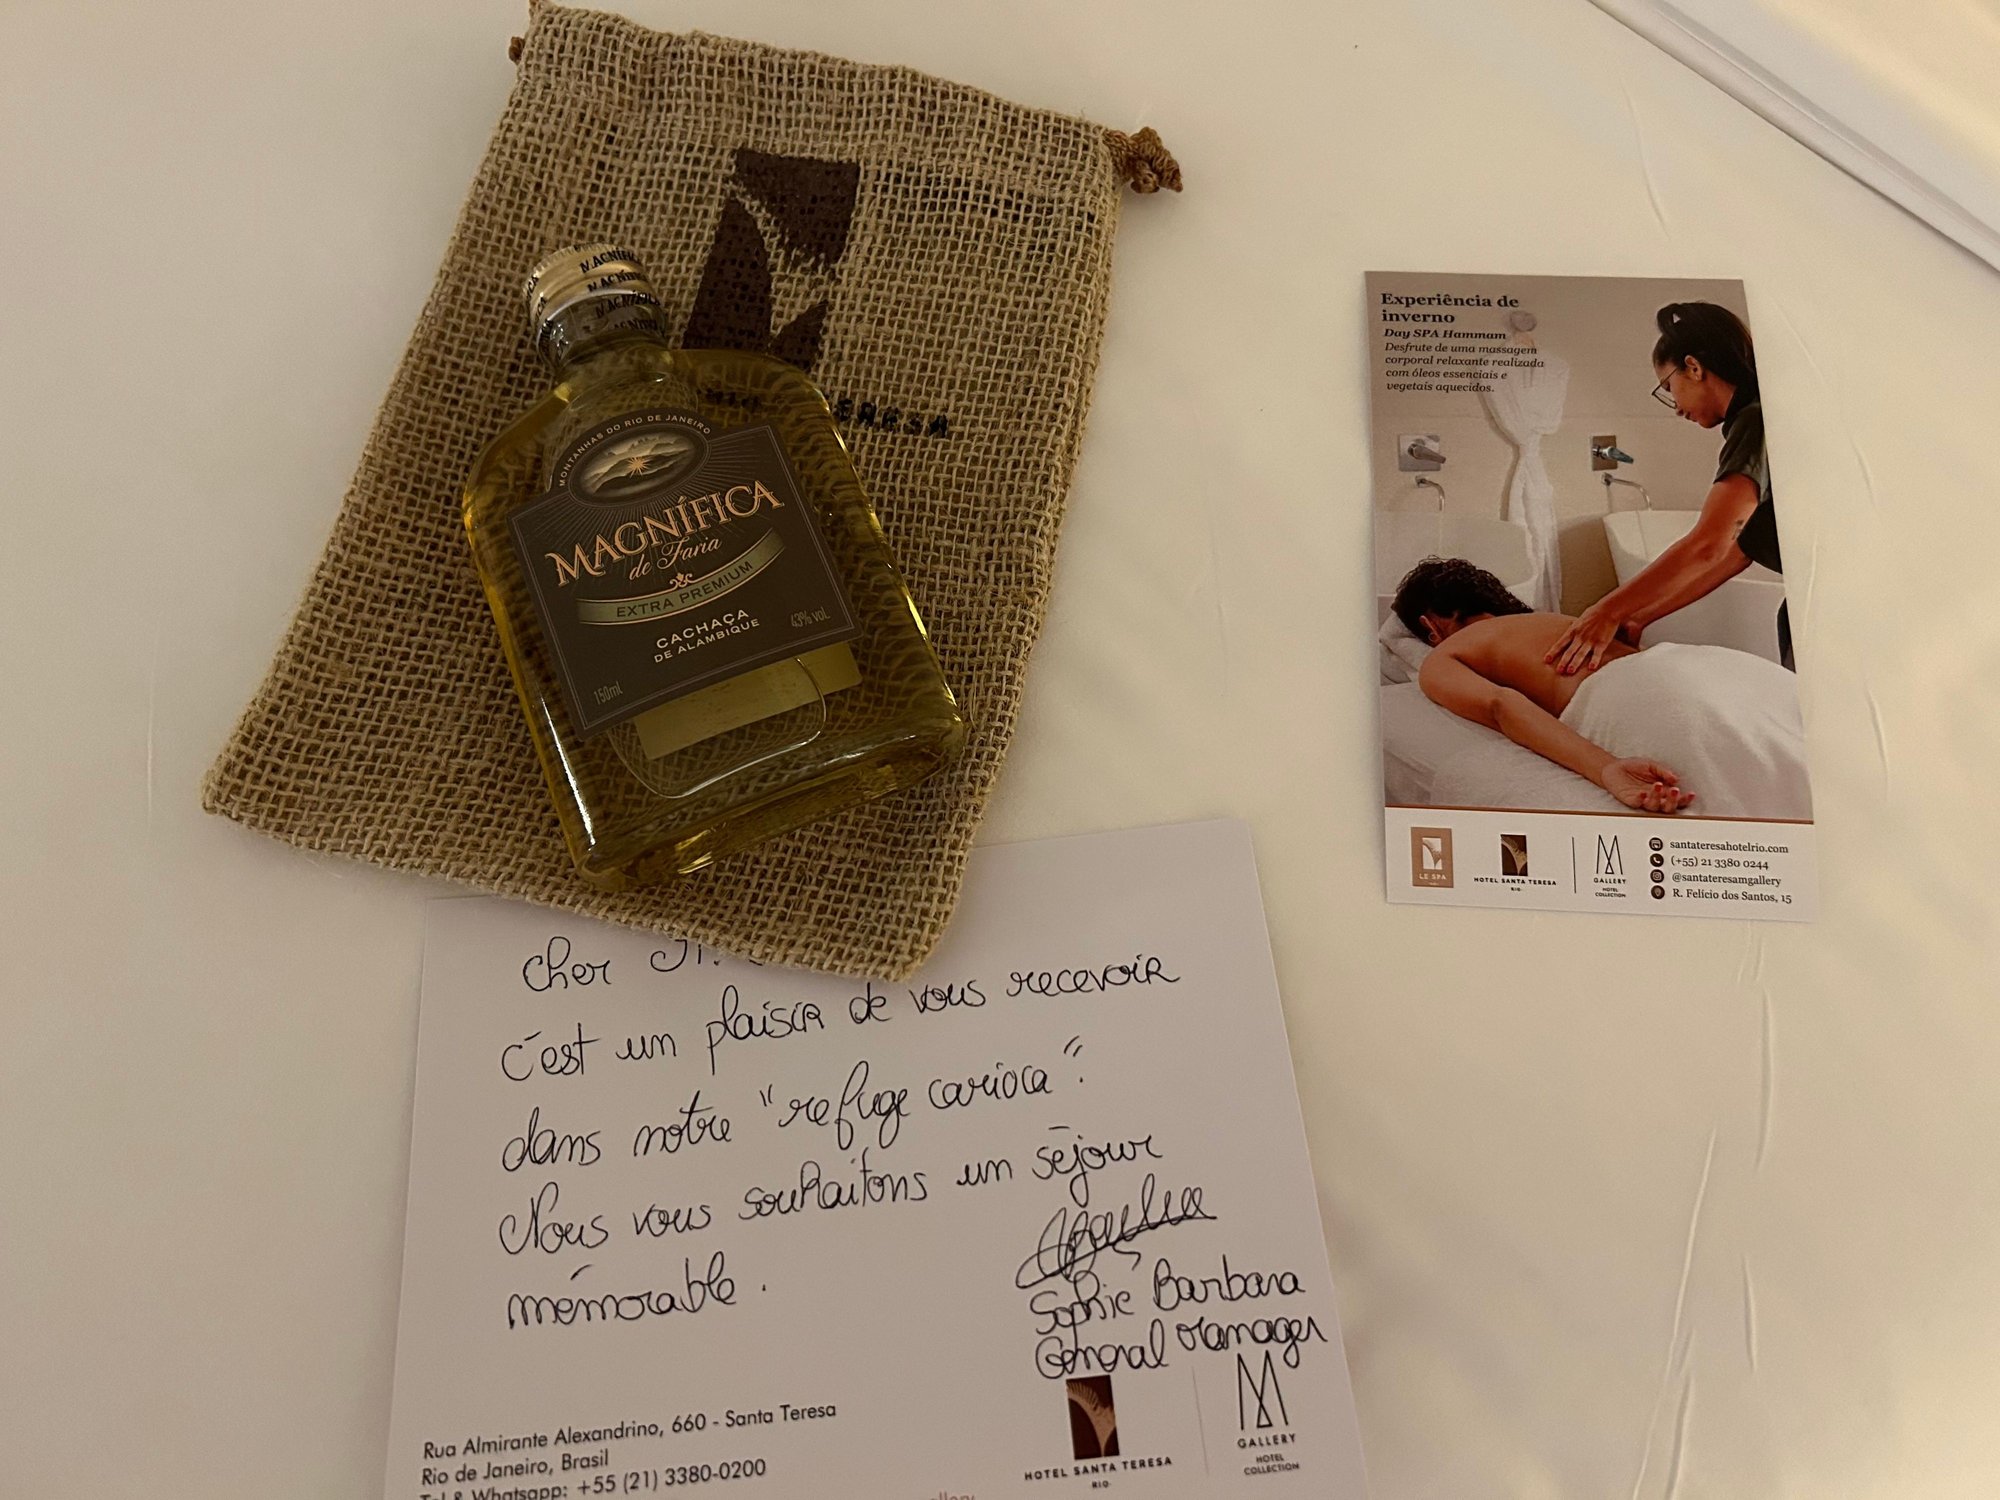 MAGNÍFICA
MAGNÍFICA
MONTANHAS DO RIO DE JANEIRO
MAGNÍFICA
de Faria
EXTRA PREMIUM
CACHAÇA
DE ALAMBIQUE
43% VOL.
150ml
Experiência de
inverno
Day SPA Hammam
Desfrute de uma massagem
corporal relaxante realizada
com óleos essenciais e
vegetais aquecidos.
LE SPA
HOTEL SANTA TERESA
RIO
M
GALLERY
HOTEL
COLLECTION
santateresahotelrio.com
(+55) 21 3380 0244
@santateresamgallery
R. Felício dos Santos, 15
Cher
c'est un plaisir de vous recevoir
dans notre "refuge carioca".
Nous vous souhaitons un séjour
mémorable.
Sophie Barbara
General Manager
Rua Almirante Alexandrino, 660 - Santa Teresa
Rio de Janeiro, Brasil
Tel & Whatsapp: +55 (21) 3380-0200
HOTEL SANTA TERESA
RIO
M
GALLERY
HOTEL
COLLECTION